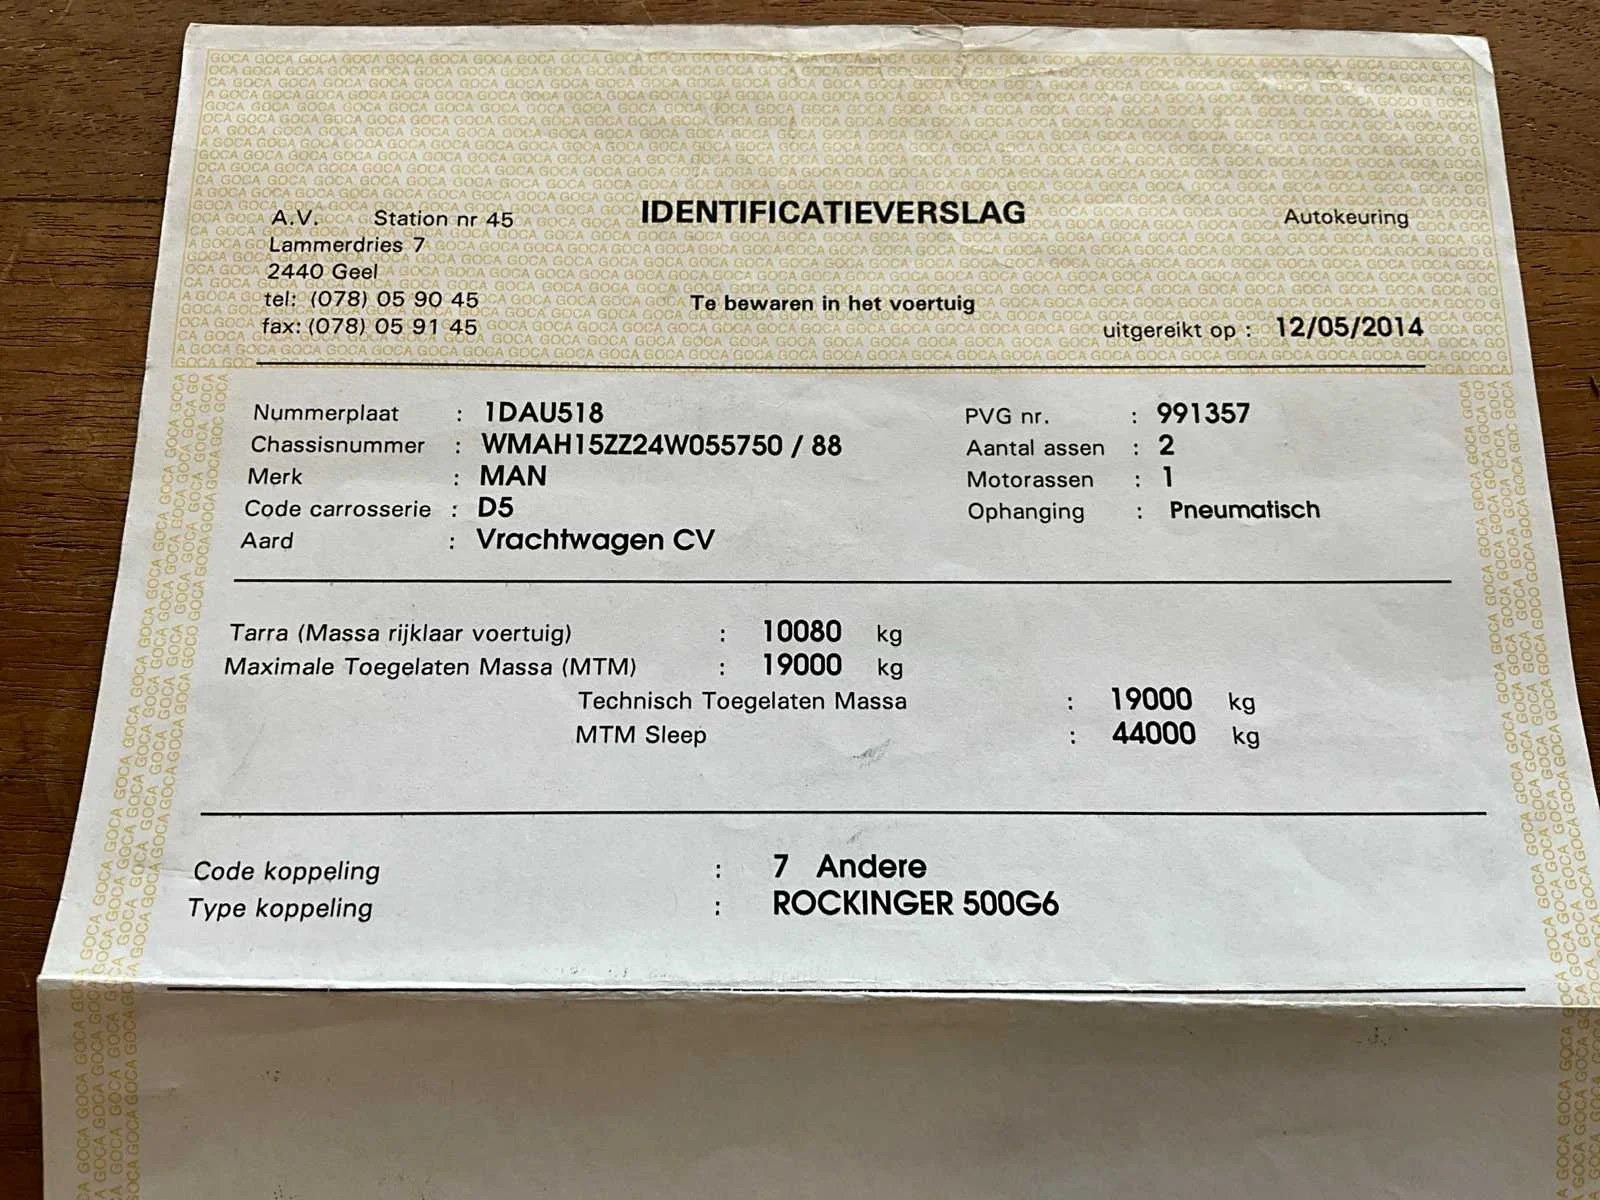 IDENTIFICATIEVERSLAG
A.V. Station nr 45
Autokeuring
Lammerdries 7
2440 Geel
tel: (078) 05 90 45
Te bewaren in het voertuig
fax: (078) 05 91 45
uitgereikt op : 12/05/2014
Nummerplaat : 1DAU518
PVG nr. : 991357
Chassisnummer : WMAH15ZZ24W055750 / 88
Aantal assen : 2
Merk : MAN
Motorassen : 1
Code carrosserie : D5
Ophanging : Pneumatisch
Aard : Vrachtwagen CV
Tarra (Massa rijklaar voertuig) : 10080 kg
Maximale Toegelaten Massa (MTM) : 19000 kg
Technisch Toegelaten Massa : 19000 kg
MTM Sleep : 44000 kg
Code koppeling : 7 Andere
Type koppeling : ROCKINGER 500G6